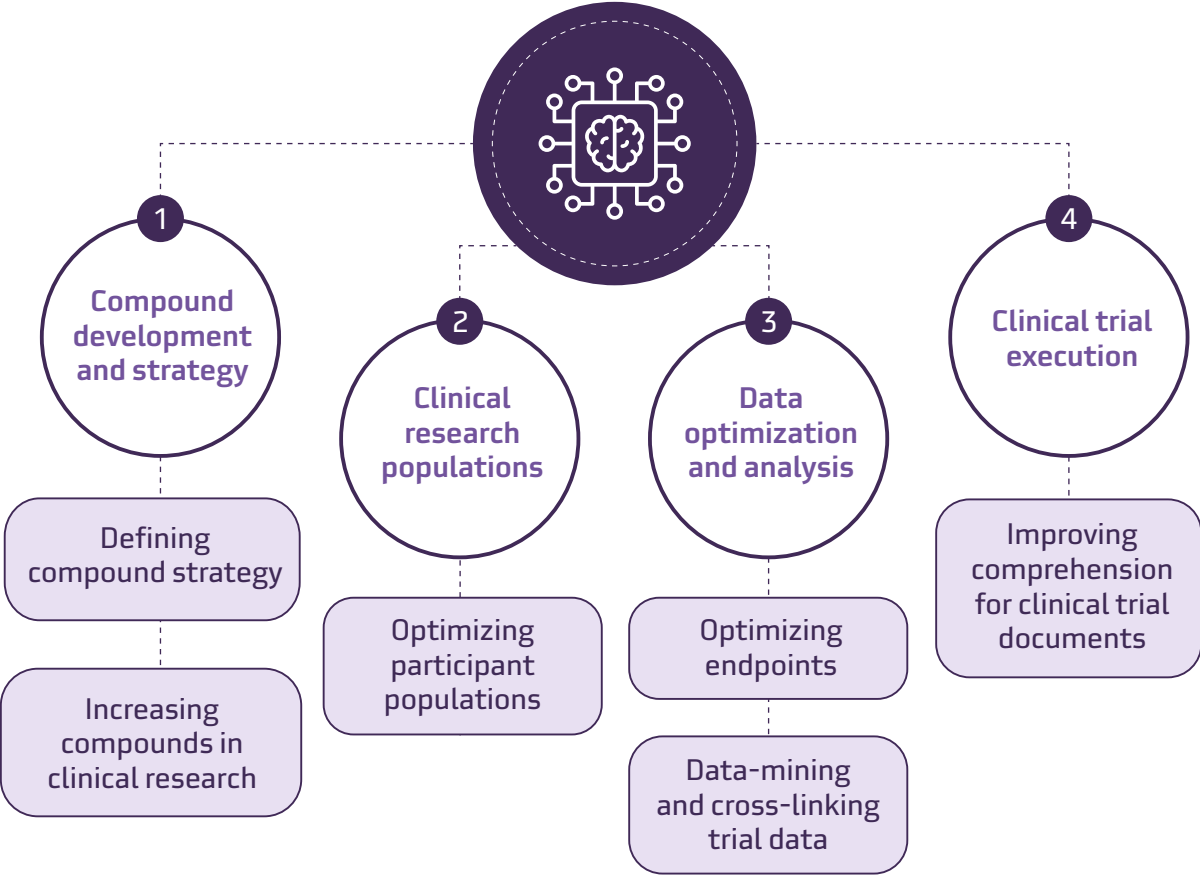 1
Compound
development
and strategy
Defining
compound strategy
Increasing
compounds in
clinical research
2
Clinical
research
populations
Optimizing
participant
populations
3
Data
optimization
and analysis
Optimizing
endpoints
Data-mining
and cross-linking
trial data
4
Clinical trial
execution
Improving
comprehension
for clinical trial
documents